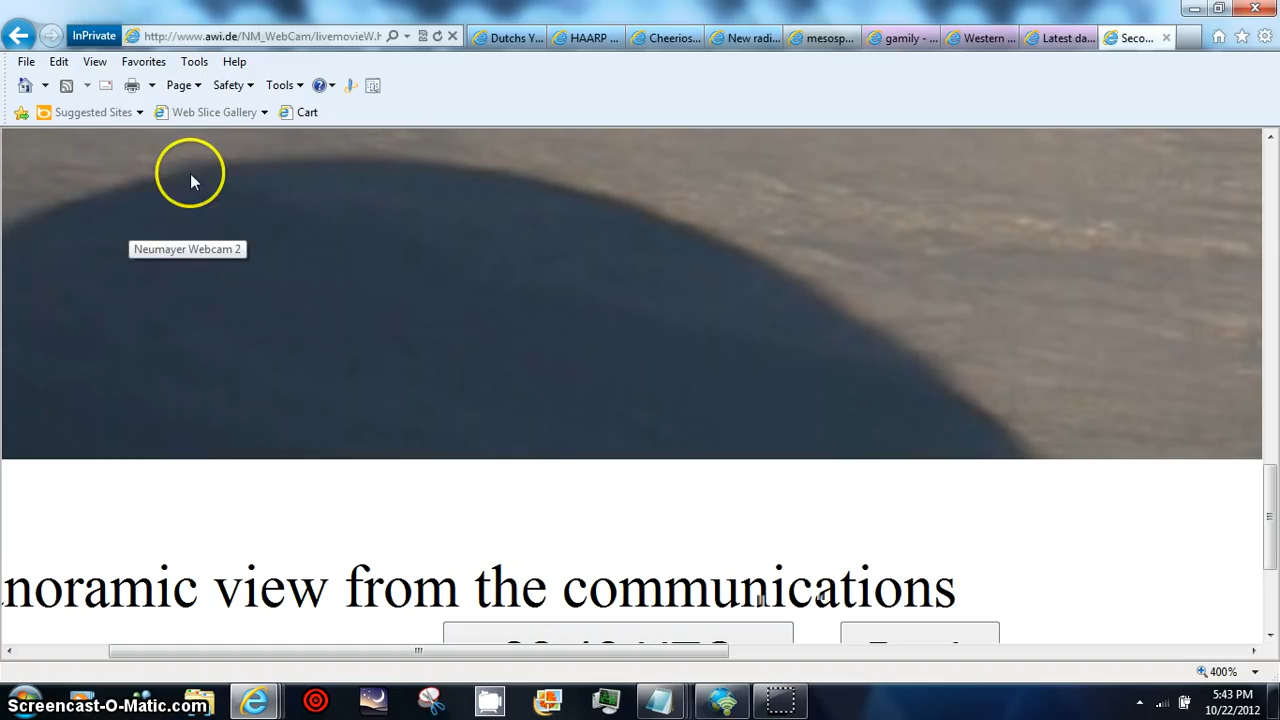 InPrivate
http://www.awi.de/NM_WebCam/livemovieW.h
Dutchs Y...
HAARP ...
Cheerios...
New radi...
mesosp...
gamily - ...
Western ...
Latest da...
Seco...
File Edit View Favorites Tools Help
Page Safety Tools
Suggested Sites Web Slice Gallery Cart
Neumayer Webcam 2
noramic view from the communications
400%
5:43 PM
Screencast-O-Matic.com
10/22/2012